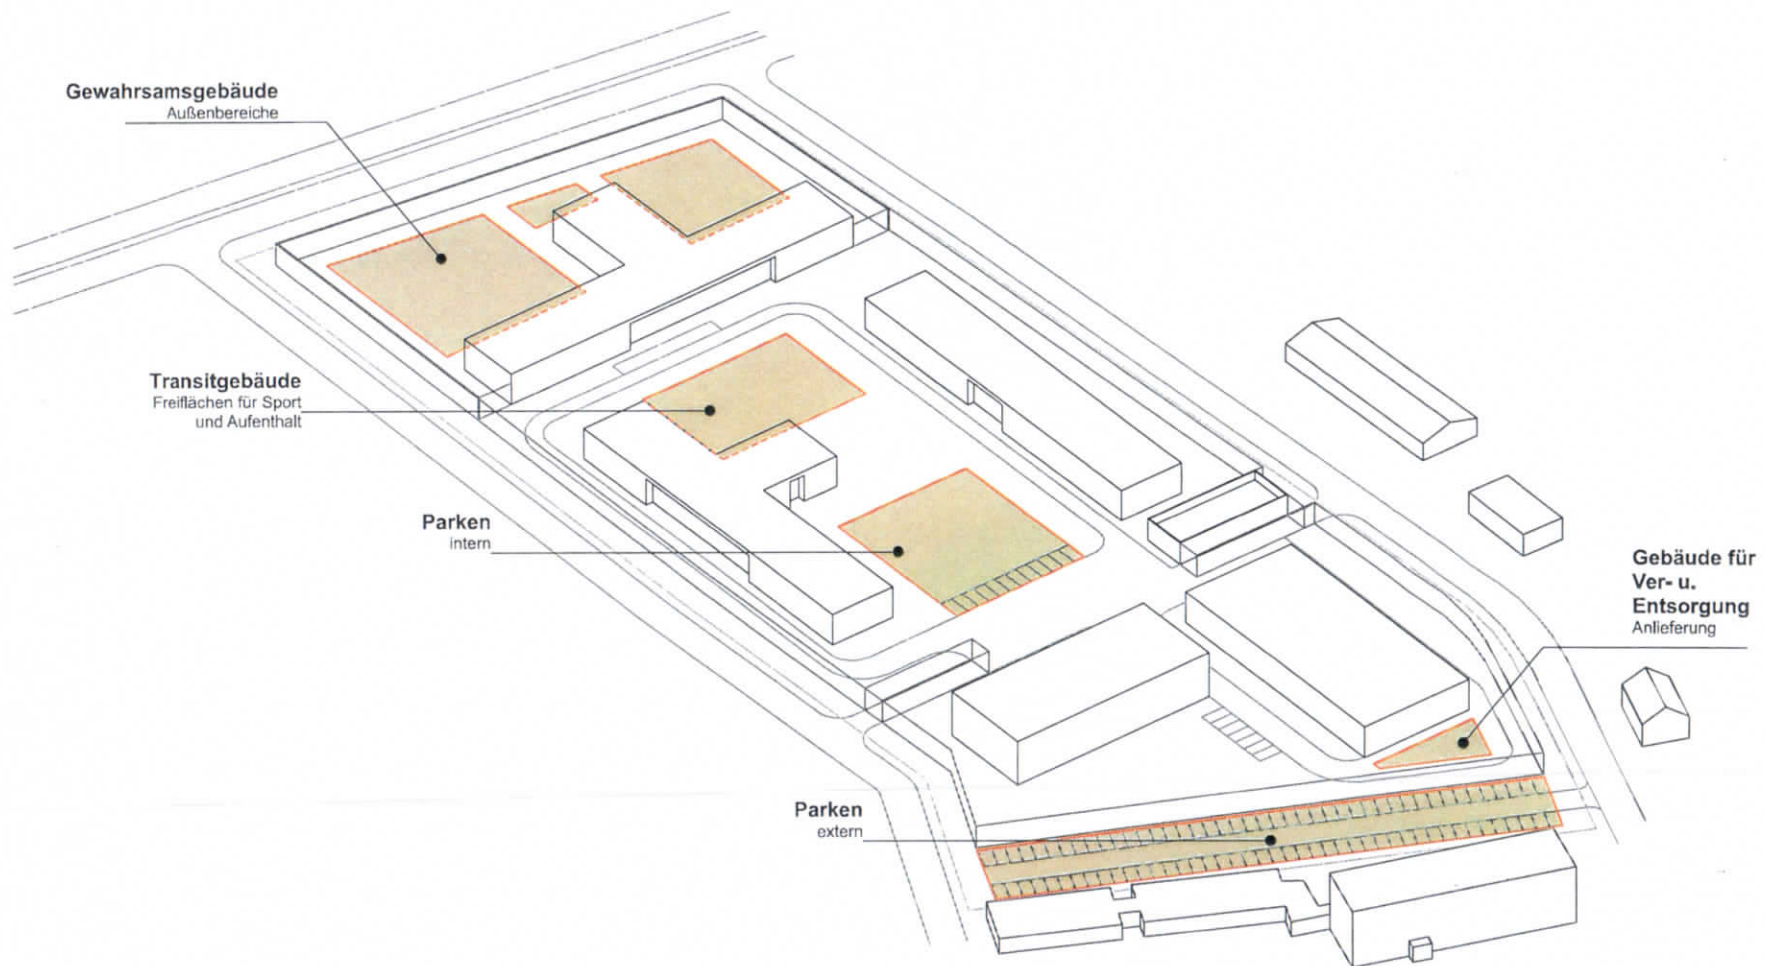 Gewahrsamsgebäude
Außenbereiche
Transitgebäude
Freiflächen für Sport
und Aufenthalt
Parken
intern
Gebäude für
Ver- u.
Entsorgung
Anlieferung
Parken
extern